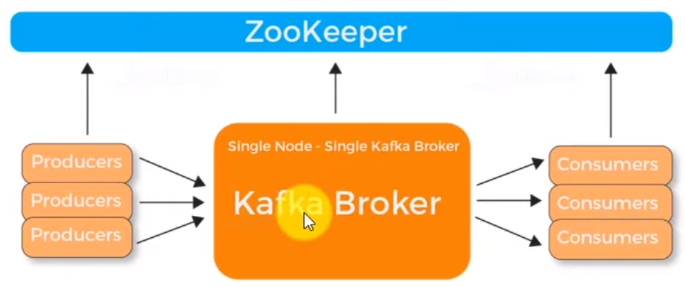 ZooKeeper
Single Node - Single Kafka Broker
Kafka Broker
Producers
Producers
Producers
Consumers
Consumers
Consumers